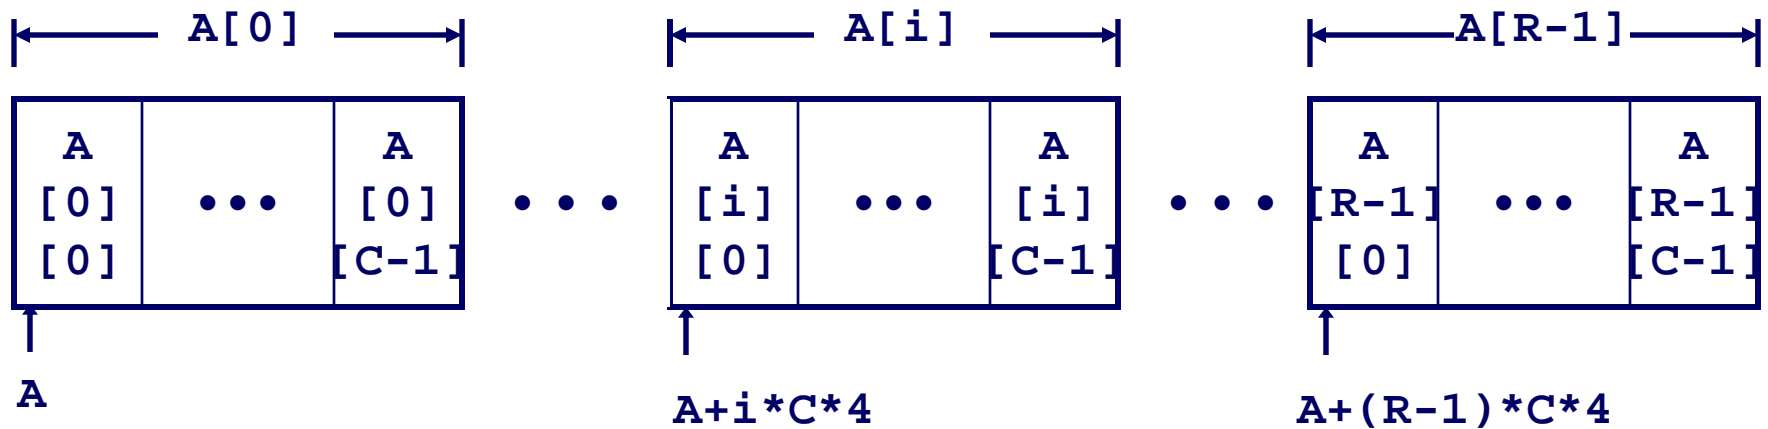 A[0] A[i] A[R-1]
A ••• A • • • A ••• A • • • A ••• A
[0] [0] [i] [i] [R-1] [R-1]
[0] [C-1] [0] [C-1] [0] [C-1]
A A+i*C*4 A+(R-1)*C*4